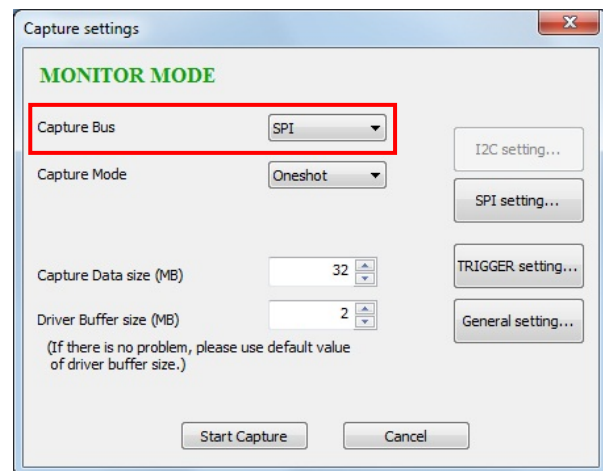 Capture settings
MONITOR MODE
Capture Bus
SPI
I2C setting...
Capture Mode
Oneshot
SPI setting...
Capture Data size (MB)
32
TRIGGER setting...
Driver Buffer size (MB)
2
General setting...
(If there is no problem, please use default value
of driver buffer size.)
Start Capture
Cancel